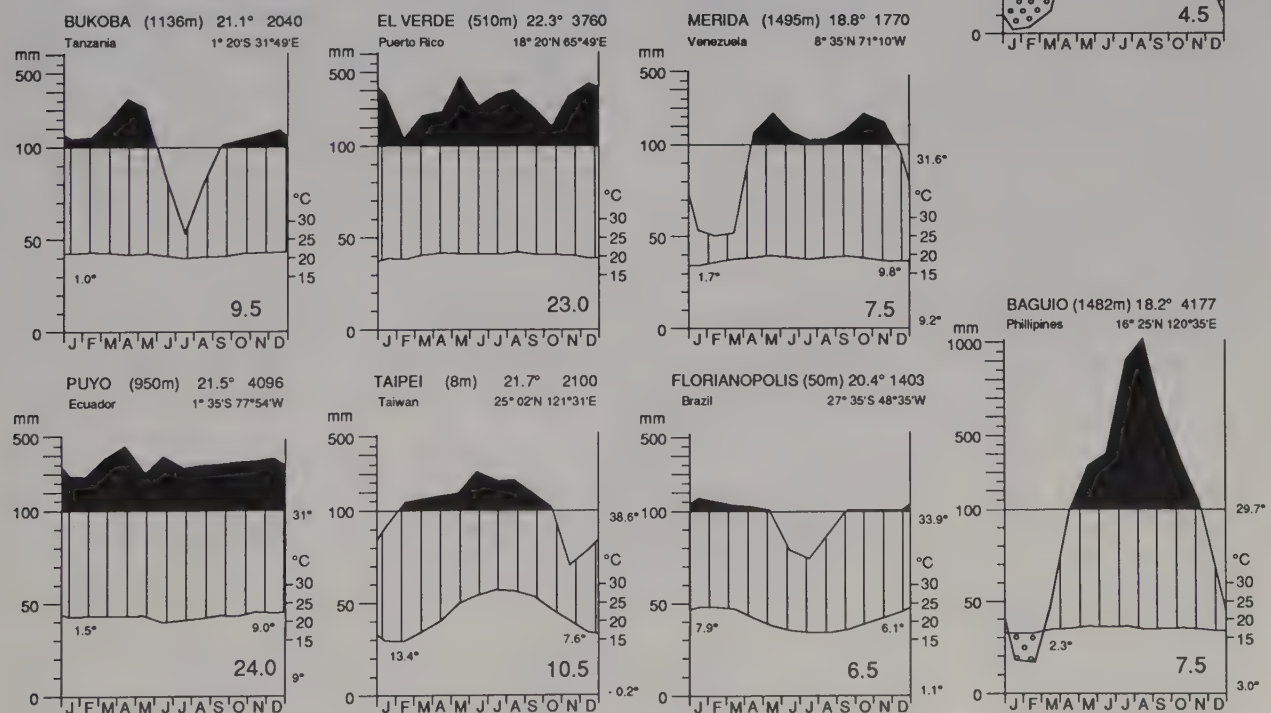 BUKOBA (1136m) 21.1° 2040
Tanzania 1° 20'S 31°49'E
mm
500
100
50
0
°C
30
25
20
15
1.0°
9.5
J F M A M J J A S O N D
EL VERDE (510m) 22.3° 3760
Puerto Rico 18° 20'N 65°49'E
mm
500
100
50
0
°C
30
25
20
15
23.0
J F M A M J J A S O N D
MERIDA (1495m) 18.8° 1770
Venezuela 8° 35'N 71°10'W
mm
500
100
50
0
31.6°
°C
30
25
20
15
1.7°
9.8°
7.5
9.2°
J F M A M J J A S O N D
4.5
0
J F M A M J J A S O N D
PUYO (950m) 21.5° 4096
Ecuador 1° 35'S 77°54'W
mm
500
100
50
0
31°
°C
30
25
20
15
1.5°
9.0°
24.0
9°
J F M A M J J A S O N D
TAIPEI (8m) 21.7° 2100
Taiwan 25° 02'N 121°31'E
mm
500
100
50
0
38.6°
°C
30
25
20
15
13.4°
7.6°
10.5
- 0.2°
J F M A M J J A S O N D
FLORIANOPOLIS (50m) 20.4° 1403
Brazil 27° 35'S 48°35'W
mm
500
100
50
0
33.9°
°C
30
25
20
15
7.9°
6.1°
6.5
1.1°
J F M A M J J A S O N D
BAGUIO (1482m) 18.2° 4177
Phillipines 16° 25'N 120°35'E
mm
1000
500
100
50
0
29.7°
°C
30
25
20
15
2.3°
7.5
3.0°
J F M A M J J A S O N D